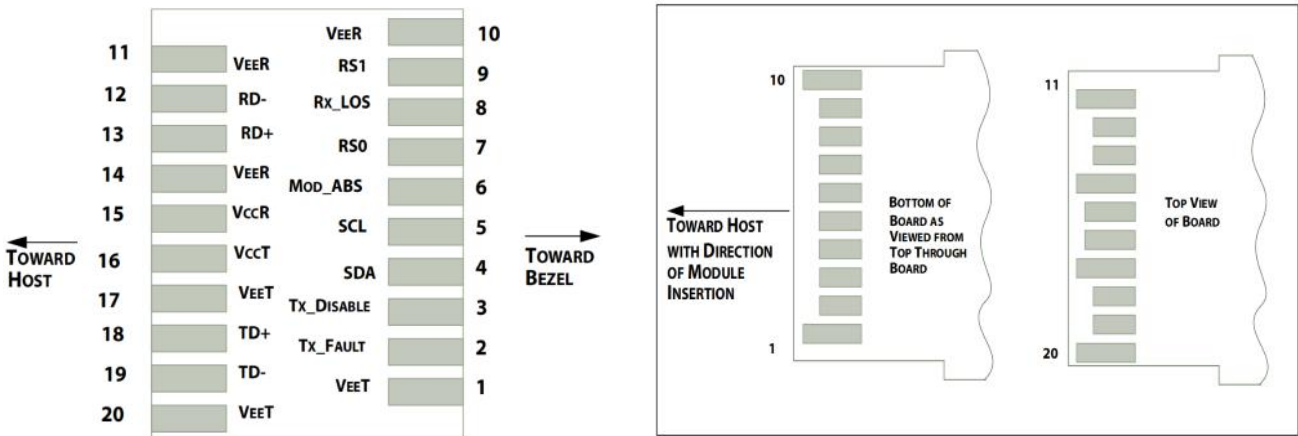 VEER 10
11 VEER
RS1 9
12 RD-
RX_LOS 8
13 RD+
RS0 7
14 VEER
MOD_ABS 6
15 VCCR
SCL 5
16 VCCT
SDA 4
17 VEET
TX_DISABLE 3
18 TD+
TX_FAULT 2
19 TD-
VEET 1
20 VEET
TOWARD
HOST
TOWARD
BEZEL
10
1
BOTTOM OF
BOARD AS
VIEWED FROM
TOP THROUGH
BOARD
TOWARD HOST
WITH DIRECTION
OF MODULE
INSERTION
11
20
TOP VIEW
OF BOARD